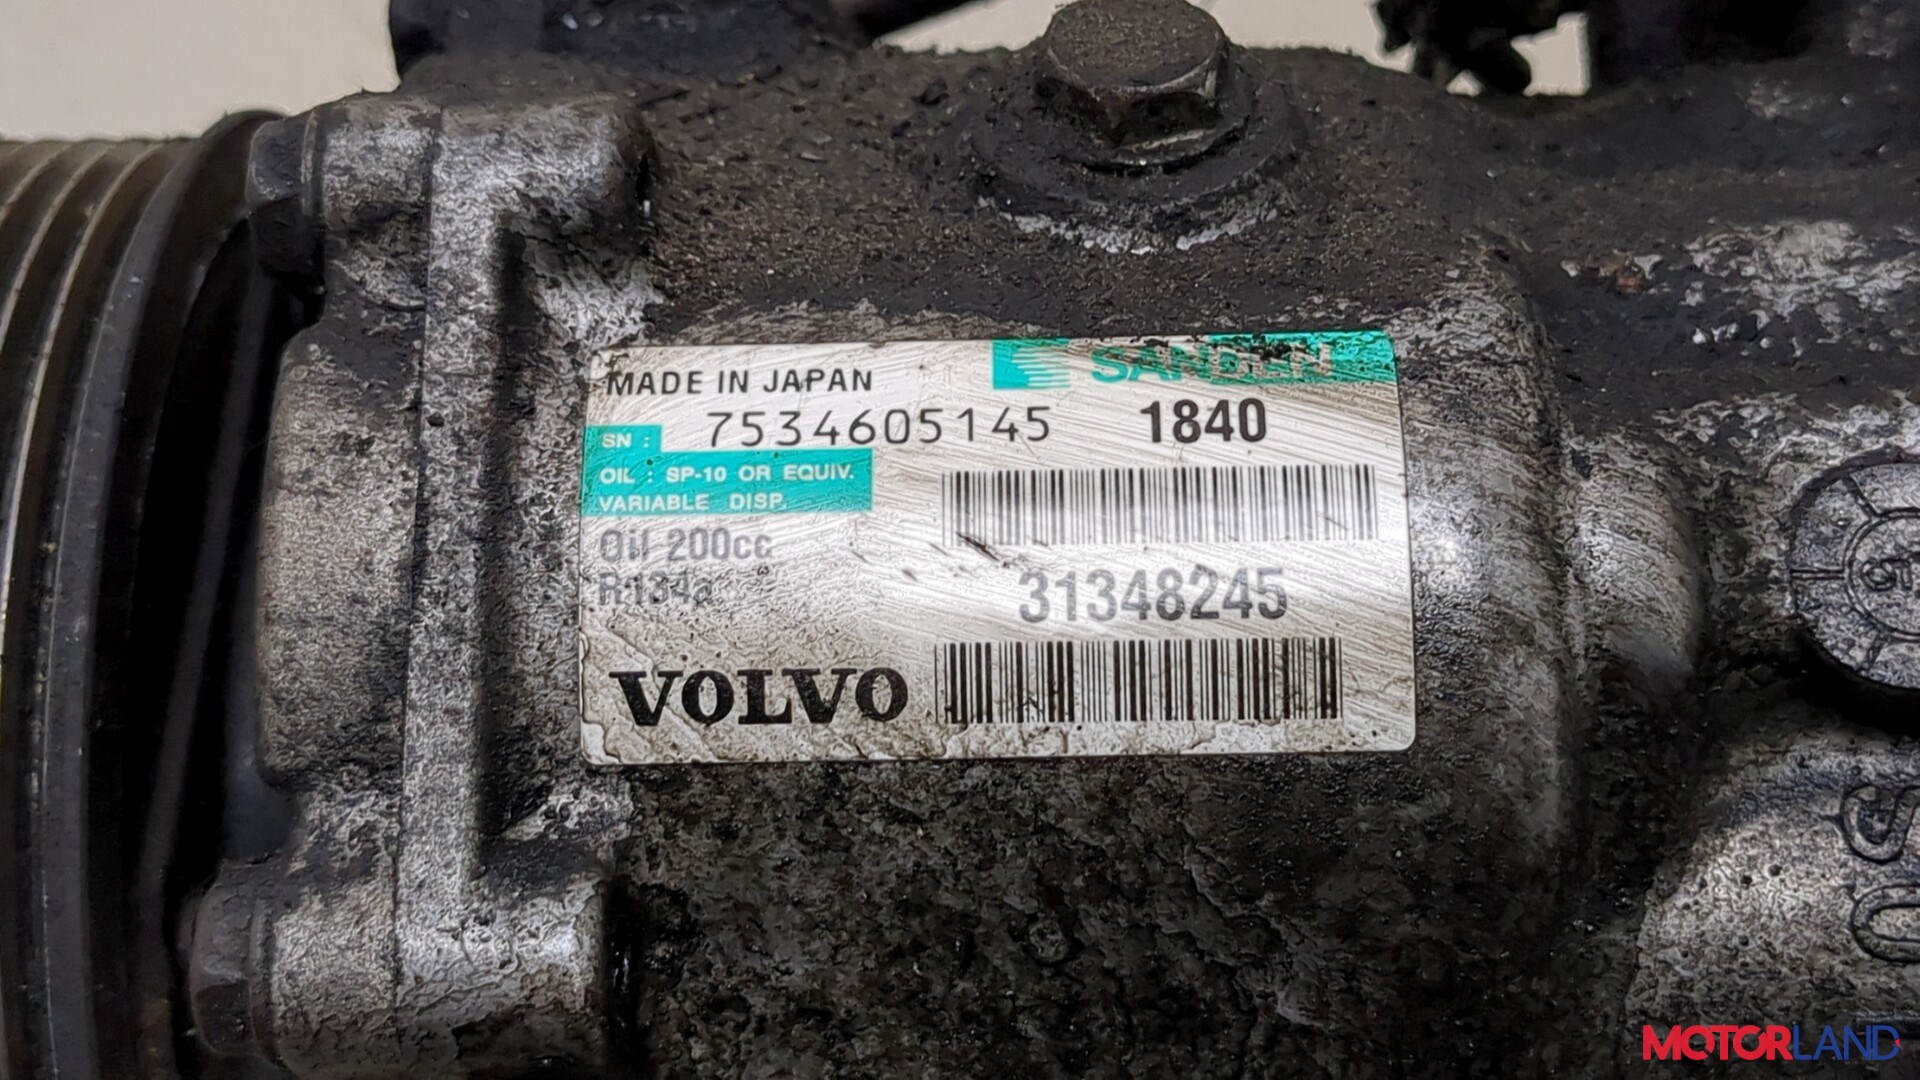 MADE IN JAPAN
SANDEN
SN : 7534605145 1840
OIL : SP-10 OR EQUIV.
VARIABLE DISP.
Oil 200cc
R134a
31348245
VOLVO
MOTORLAND